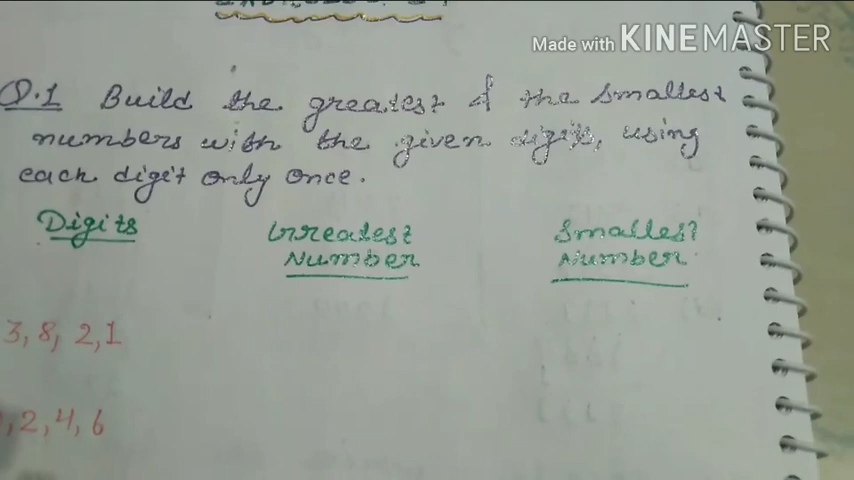 Made with KINEMASTER
Q.1 Build the greatest & the smallest
numbers with the given digits, using
each digit only once.
Digits Greatest Smallest
Number Number
3, 8, 2, 1
, 2, 4, 6